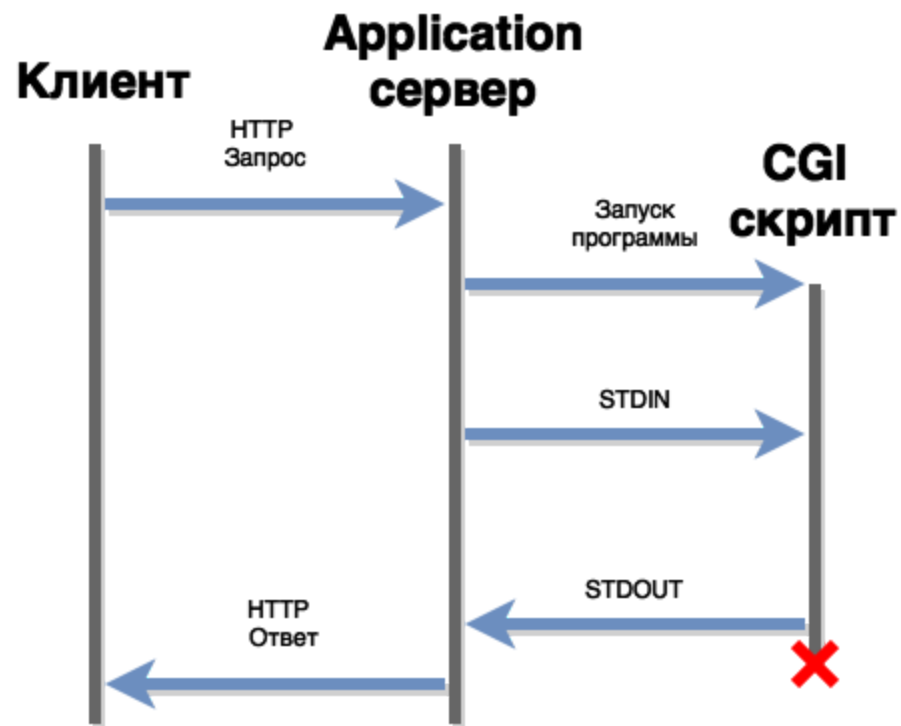 Клиент
Application
сервер
CGI
скрипт
HTTP
Запрос
Запуск
программы
STDIN
STDOUT
HTTP
Ответ